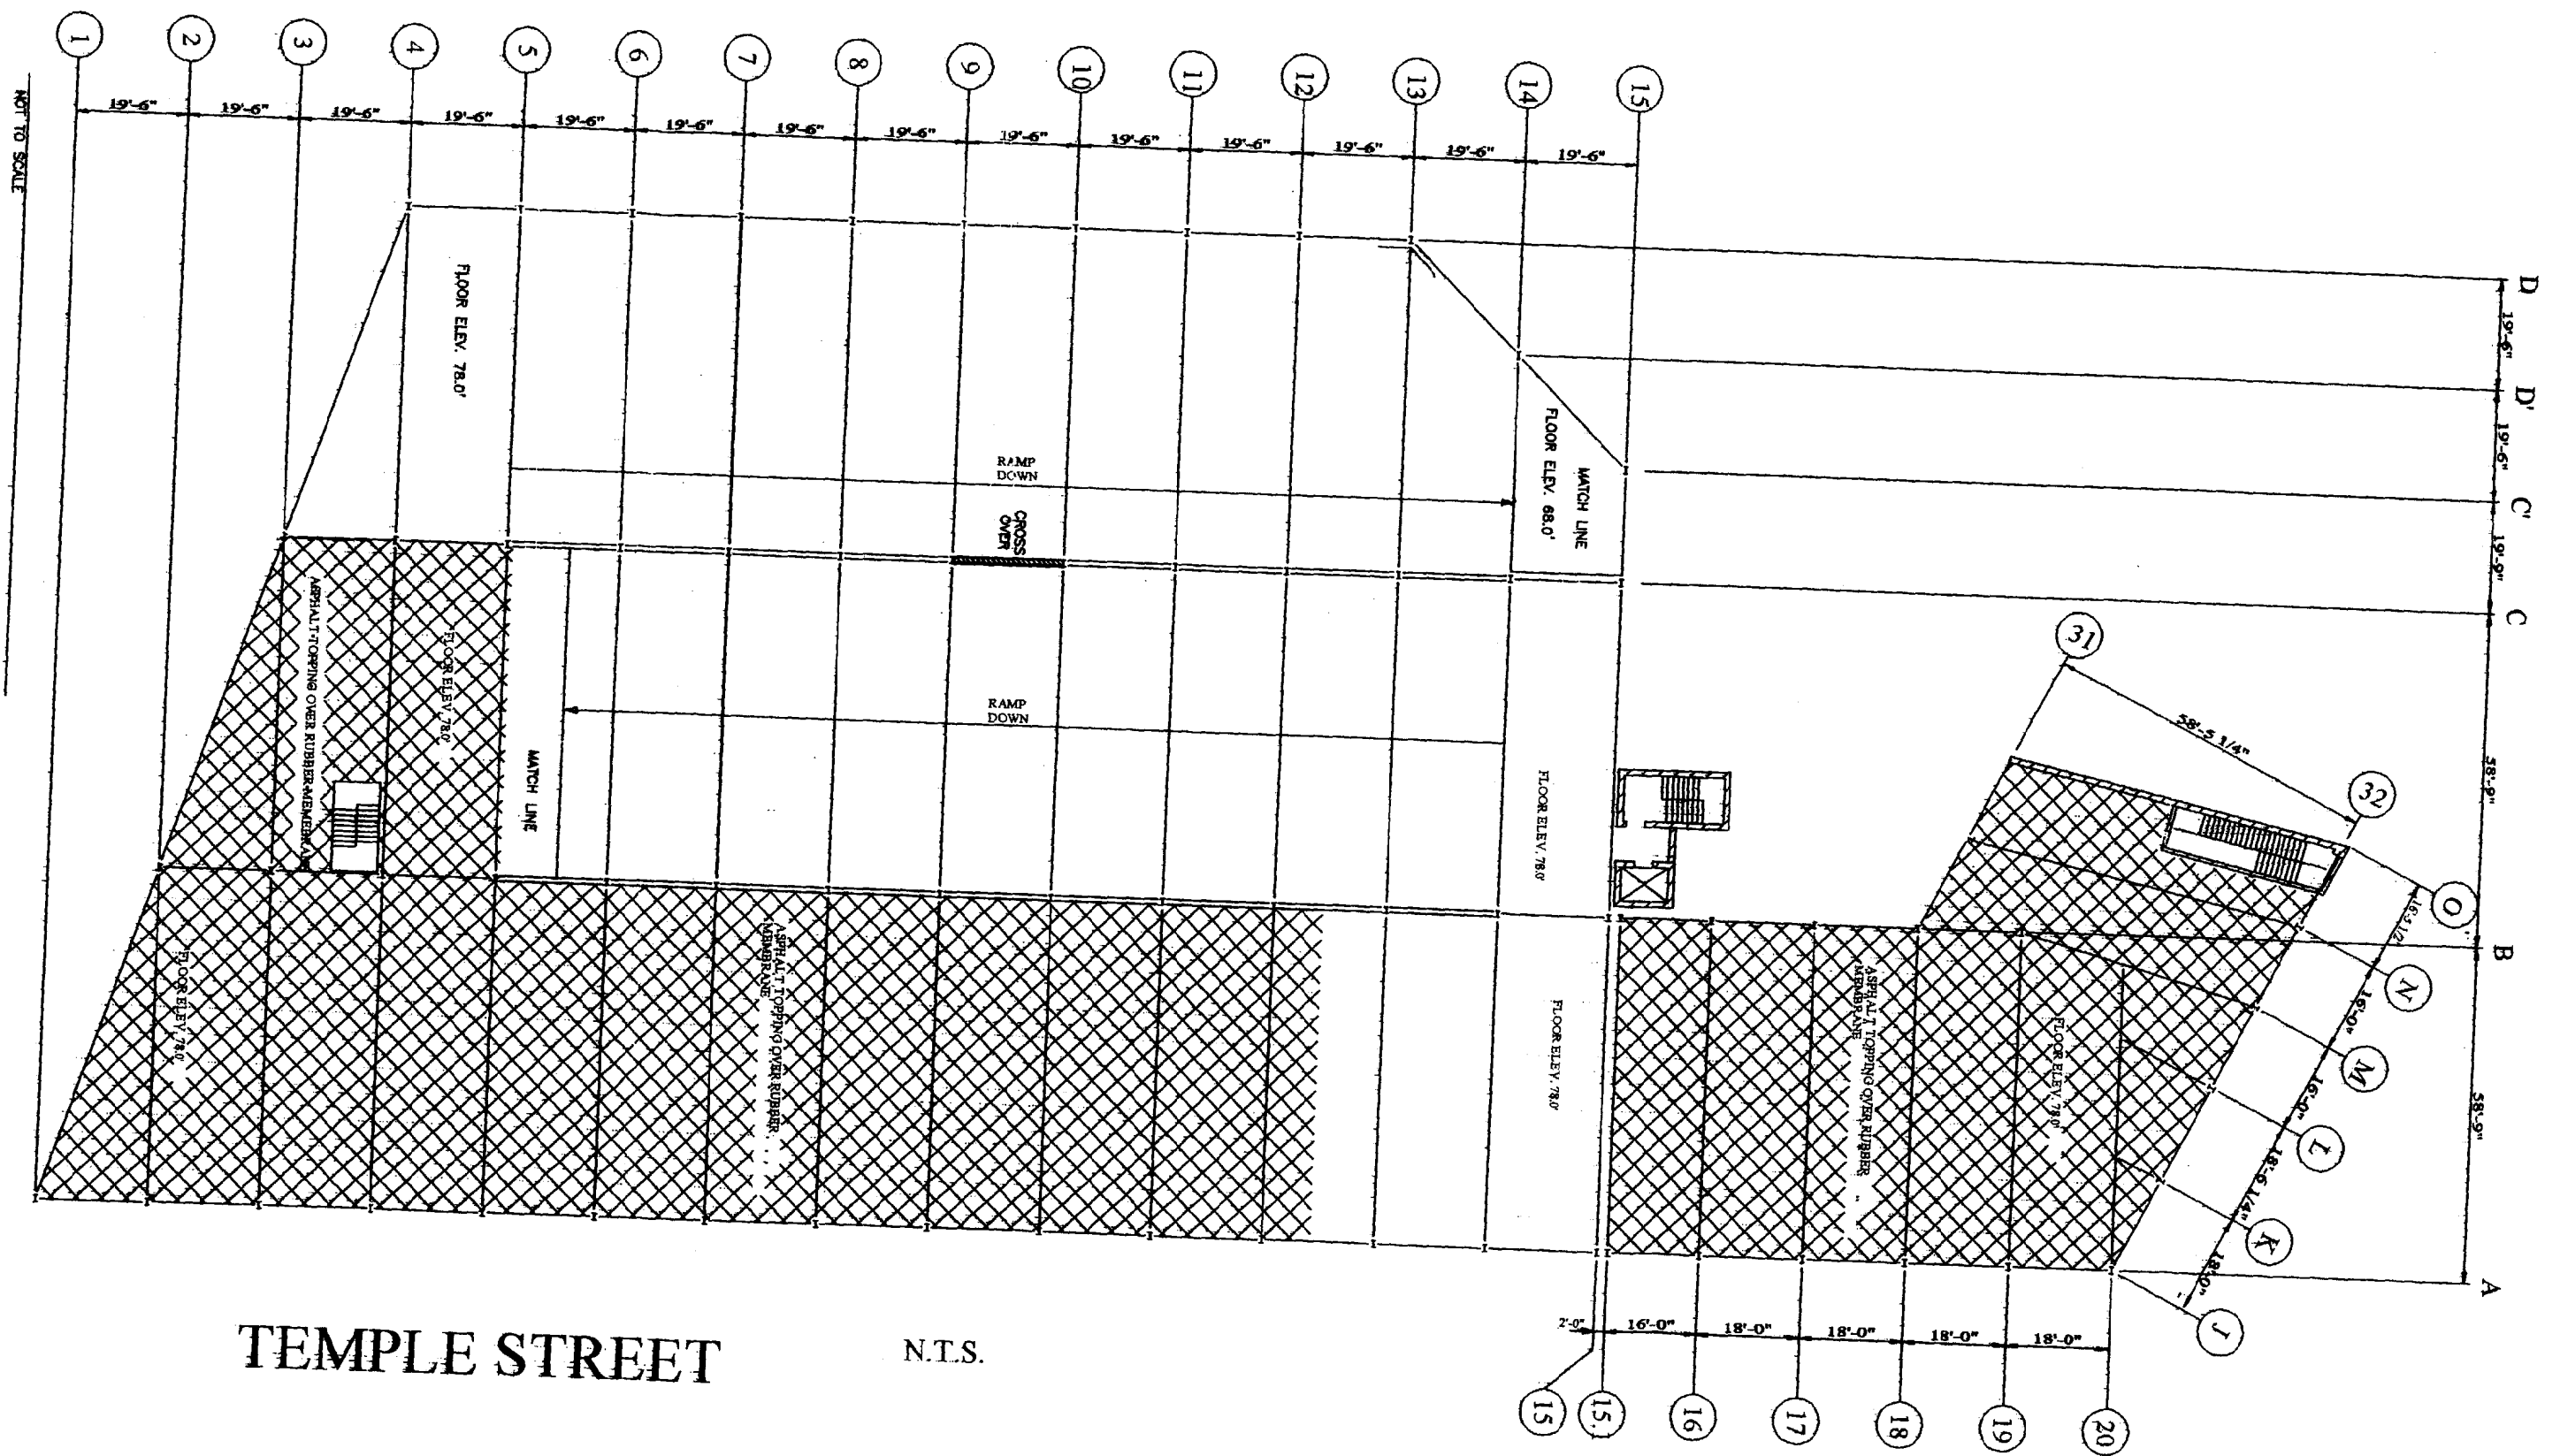 1
2
3
4
5
6
7
8
9
10
11
12
13
14
15
19'-6"
19'-6"
19'-6"
19'-6"
19'-6"
19'-6"
19'-6"
19'-6"
19'-6"
19'-6"
19'-6"
19'-6"
19'-6"
19'-6"
NOT TO SCALE
D
19'-6"
D'
19'-6"
C'
19'-9"
C
58'-9"
B
58'-9"
A
FLOOR ELEV. 78.0'
RAMP
DOWN
CROSS
OVER
MATCH LINE
FLOOR ELEV. 68.0'
31
58'-5 1/4"
32
O
N
16'-0"
M
16'-0"
L
18'-6 1/4"
K
18'-0"
J
ASPHALT TOPPING OVER RUBBER MEMEBRANE
FLOOR ELEV. 78.0'
MATCH LINE
RAMP
DOWN
FLOOR ELEV. 78.0'
FLOOR ELEV. 78.0'
ASPHALT TOPPING OVER RUBBER
MEMBRANE
FLOOR ELEV. 78.0'
ASPHALT TOPPING OVER RUBBER
MEMBRANE
FLOOR ELEV. 78.0'
2'-0"
16'-0"
18'-0"
18'-0"
18'-0"
18'-0"
15
15.1
16
17
18
19
20
TEMPLE STREET
N.T.S.